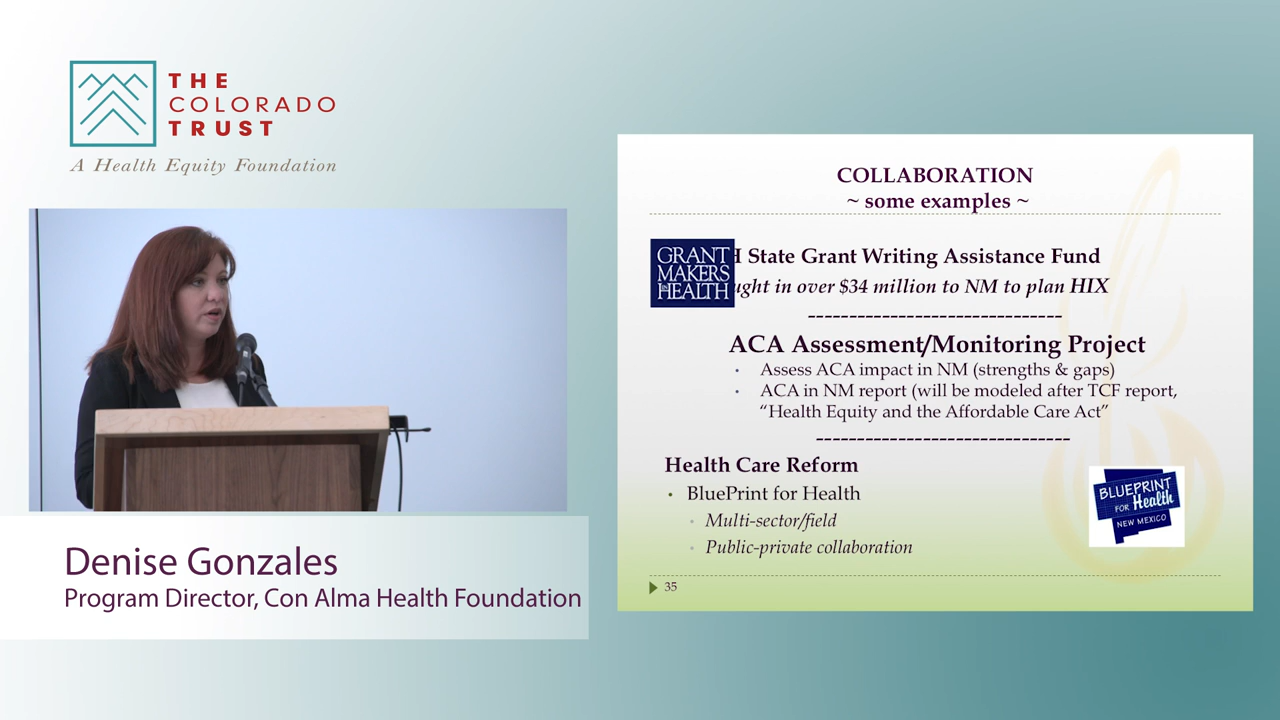 THE
COLORADO
TRUST
A Health Equity Foundation
COLLABORATION
~ some examples ~
GRANT
MAKERS
IN
HEALTH
State Grant Writing Assistance Fund
in over $34 million to NM to plan HIX
------------------------------
ACA Assessment/Monitoring Project
• Assess ACA impact in NM (strengths & gaps)
• ACA in NM report (will be modeled after TCF report,
“Health Equity and the Affordable Care Act”
------------------------------
Health Care Reform
• BluePrint for Health
• Multi-sector/field
• Public-private collaboration
BLUEPRINT
FOR Health
NEW MEXICO
35
Denise Gonzales
Program Director, Con Alma Health Foundation